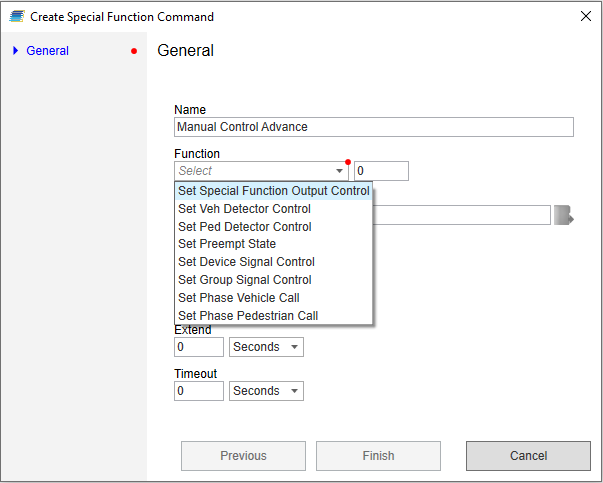 Create Special Function Command
General
General
Name
Manual Control Advance
Function
Select
0
Set Special Function Output Control
Set Veh Detector Control
Set Ped Detector Control
Set Preempt State
Set Device Signal Control
Set Group Signal Control
Set Phase Vehicle Call
Set Phase Pedestrian Call
Extend
0
Seconds
Timeout
0
Seconds
Previous
Finish
Cancel